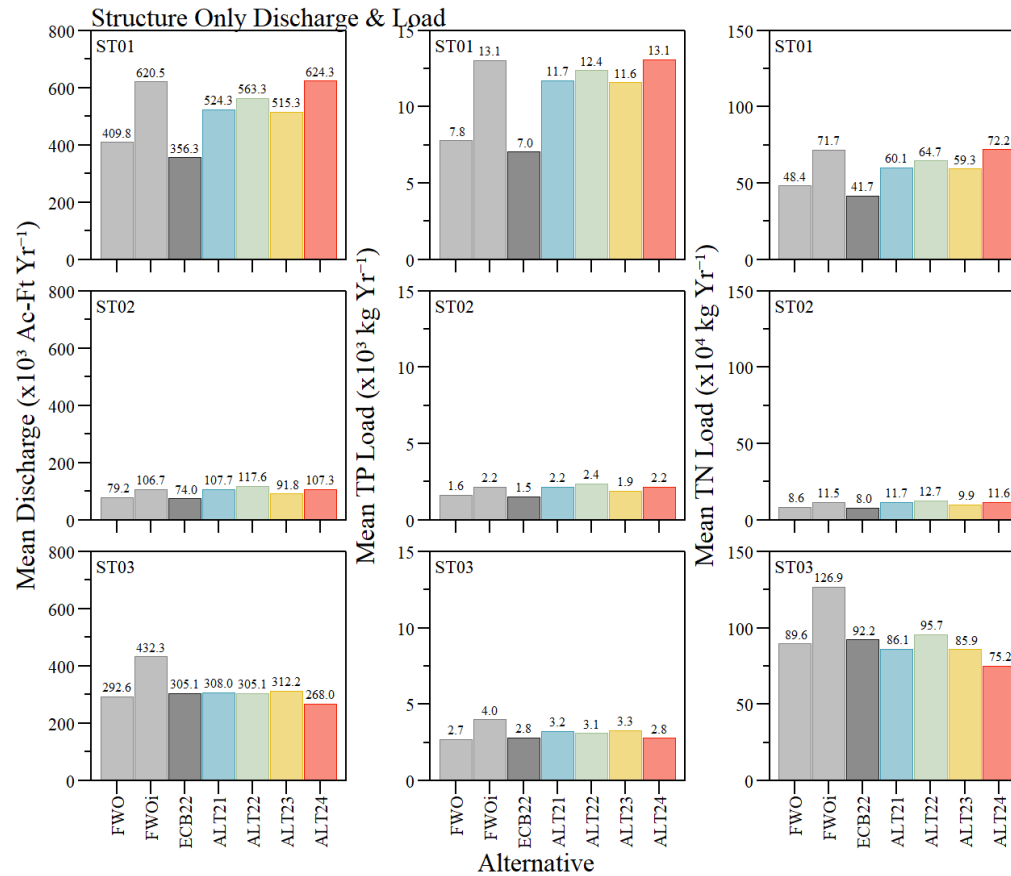 Structure Only Discharge & Load
Mean Discharge (x10³ Ac-Ft Yr⁻¹)
Mean TP Load (x10³ kg Yr⁻¹)
Mean TN Load (x10⁴ kg Yr⁻¹)
ST01
800
600
400
200
0
409.8
620.5
356.3
524.3
563.3
515.3
624.3
ST01
15
10
5
0
7.8
13.1
7.0
11.7
12.4
11.6
13.1
ST01
150
100
50
0
48.4
71.7
41.7
60.1
64.7
59.3
72.2
ST02
800
600
400
200
0
79.2
106.7
74.0
107.7
117.6
91.8
107.3
ST02
15
10
5
0
1.6
2.2
1.5
2.2
2.4
1.9
2.2
ST02
150
100
50
0
8.6
11.5
8.0
11.7
12.7
9.9
11.6
ST03
800
600
400
200
0
292.6
432.3
305.1
308.0
305.1
312.2
268.0
FWO
FWOi
ECB22
ALT21
ALT22
ALT23
ALT24
ST03
15
10
5
0
2.7
4.0
2.8
3.2
3.1
3.3
2.8
FWO
FWOi
ECB22
ALT21
ALT22
ALT23
ALT24
ST03
150
100
50
0
89.6
126.9
92.2
86.1
95.7
85.9
75.2
FWO
FWOi
ECB22
ALT21
ALT22
ALT23
ALT24
Alternative